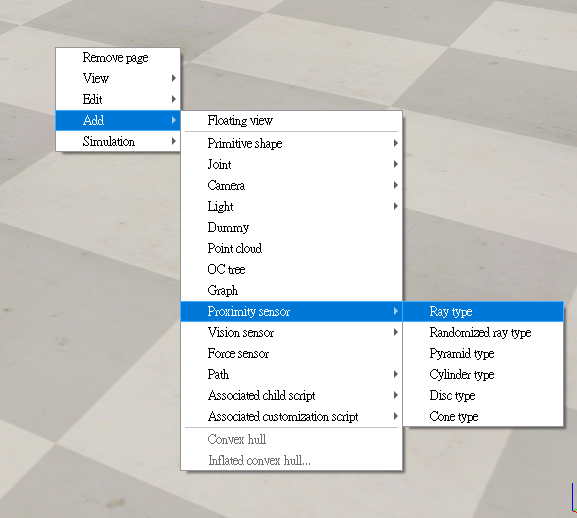 Remove page
View
Edit
Add
Simulation
Floating view
Primitive shape
Joint
Camera
Light
Dummy
Point cloud
OC tree
Graph
Proximity sensor
Vision sensor
Force sensor
Path
Associated child script
Associated customization script
Convex hull
Inflated convex hull...
Ray type
Randomized ray type
Pyramid type
Cylinder type
Disc type
Cone type